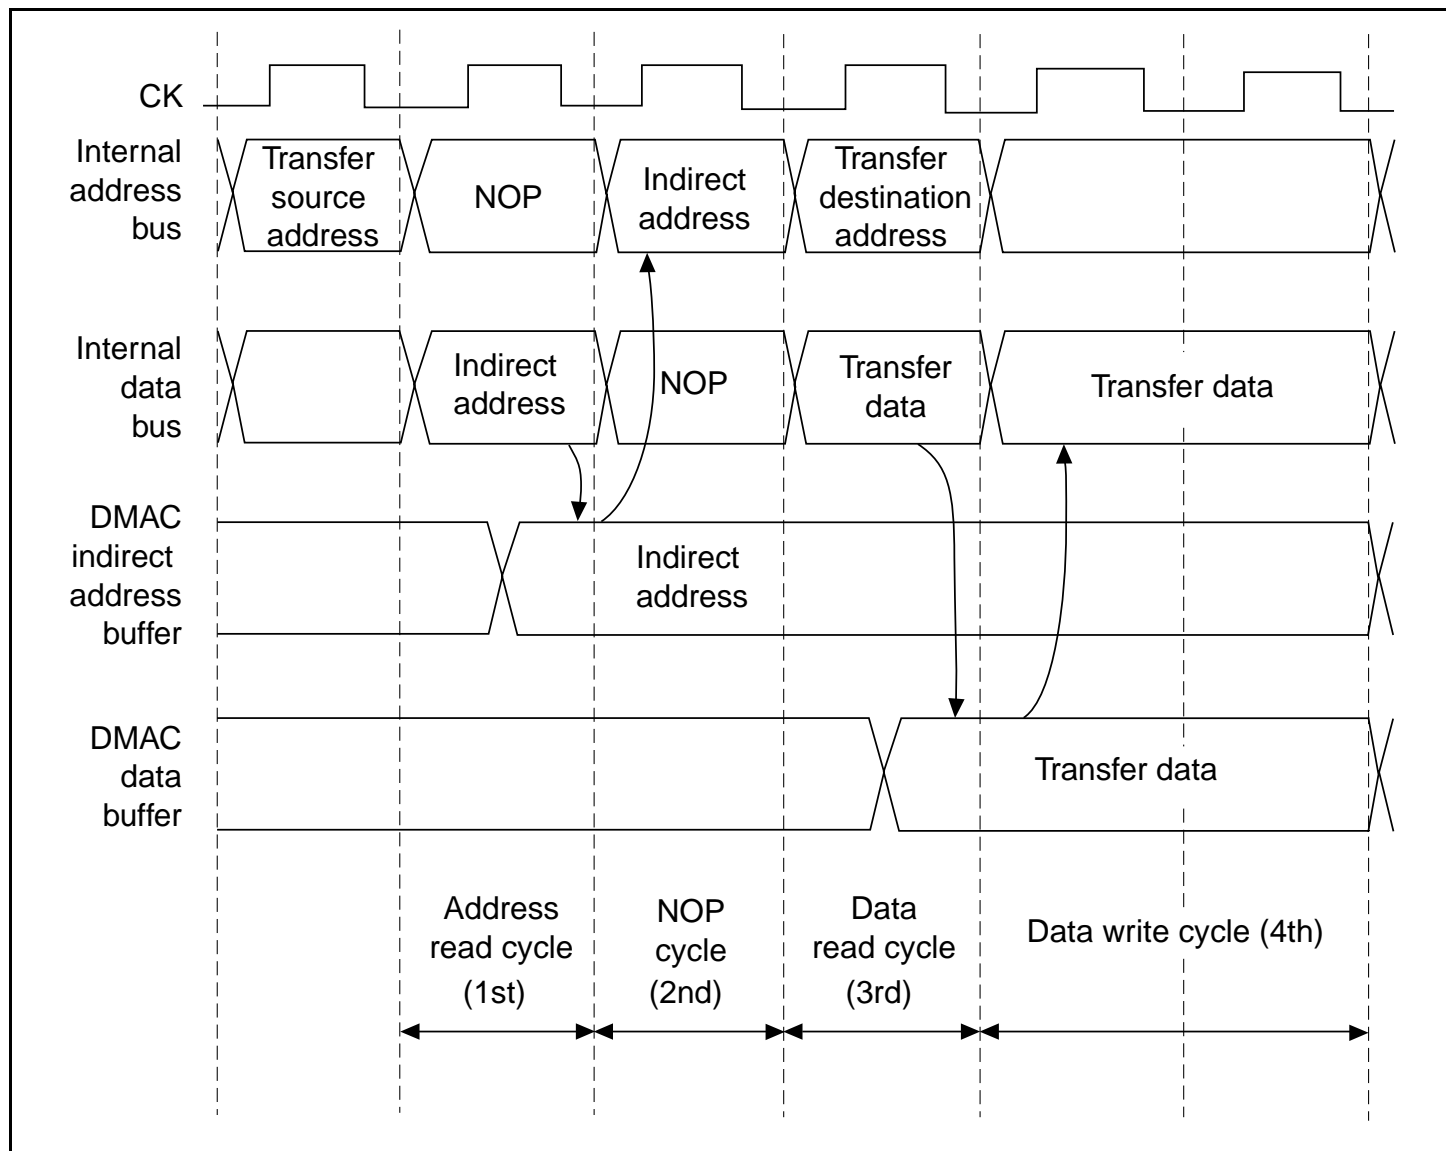 CK
Internal
address
bus
Transfer
source
address
NOP
Indirect
address
Transfer
destination
address
Internal
data
bus
Indirect
address
NOP
Transfer
data
Transfer data
DMAC
indirect
address
buffer
Indirect
address
DMAC
data
buffer
Transfer data
Address
read cycle
(1st)
NOP
cycle
(2nd)
Data
read cycle
(3rd)
Data write cycle (4th)